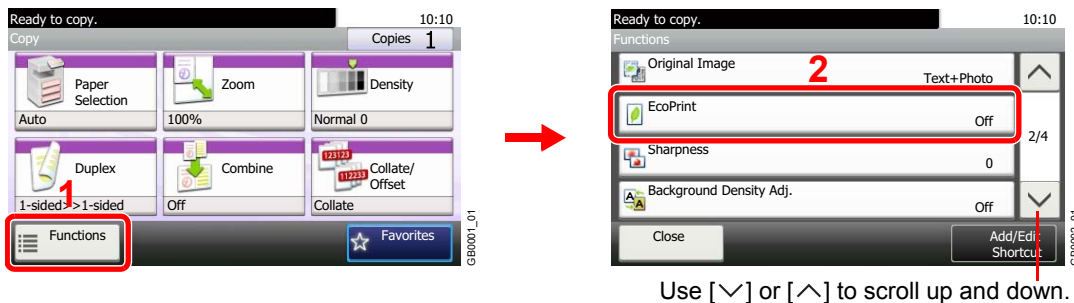 Ready to copy. 10:10
Copy Copies 1
Paper Selection
Auto
Zoom
100%
Density
Normal 0
Duplex
1-sided>>1-sided
Combine
Off
123123
112233
Collate/
Offset
Collate
1
Functions
Favorites
GB0001_01
Ready to copy. 10:10
Functions
Original Image
Text+Photo
2
EcoPrint
Off
2/4
Sharpness
0
Background Density Adj.
Off
Close
Add/Edit
Shortcut
GB0002_01
Use [∨] or [∧] to scroll up and down.